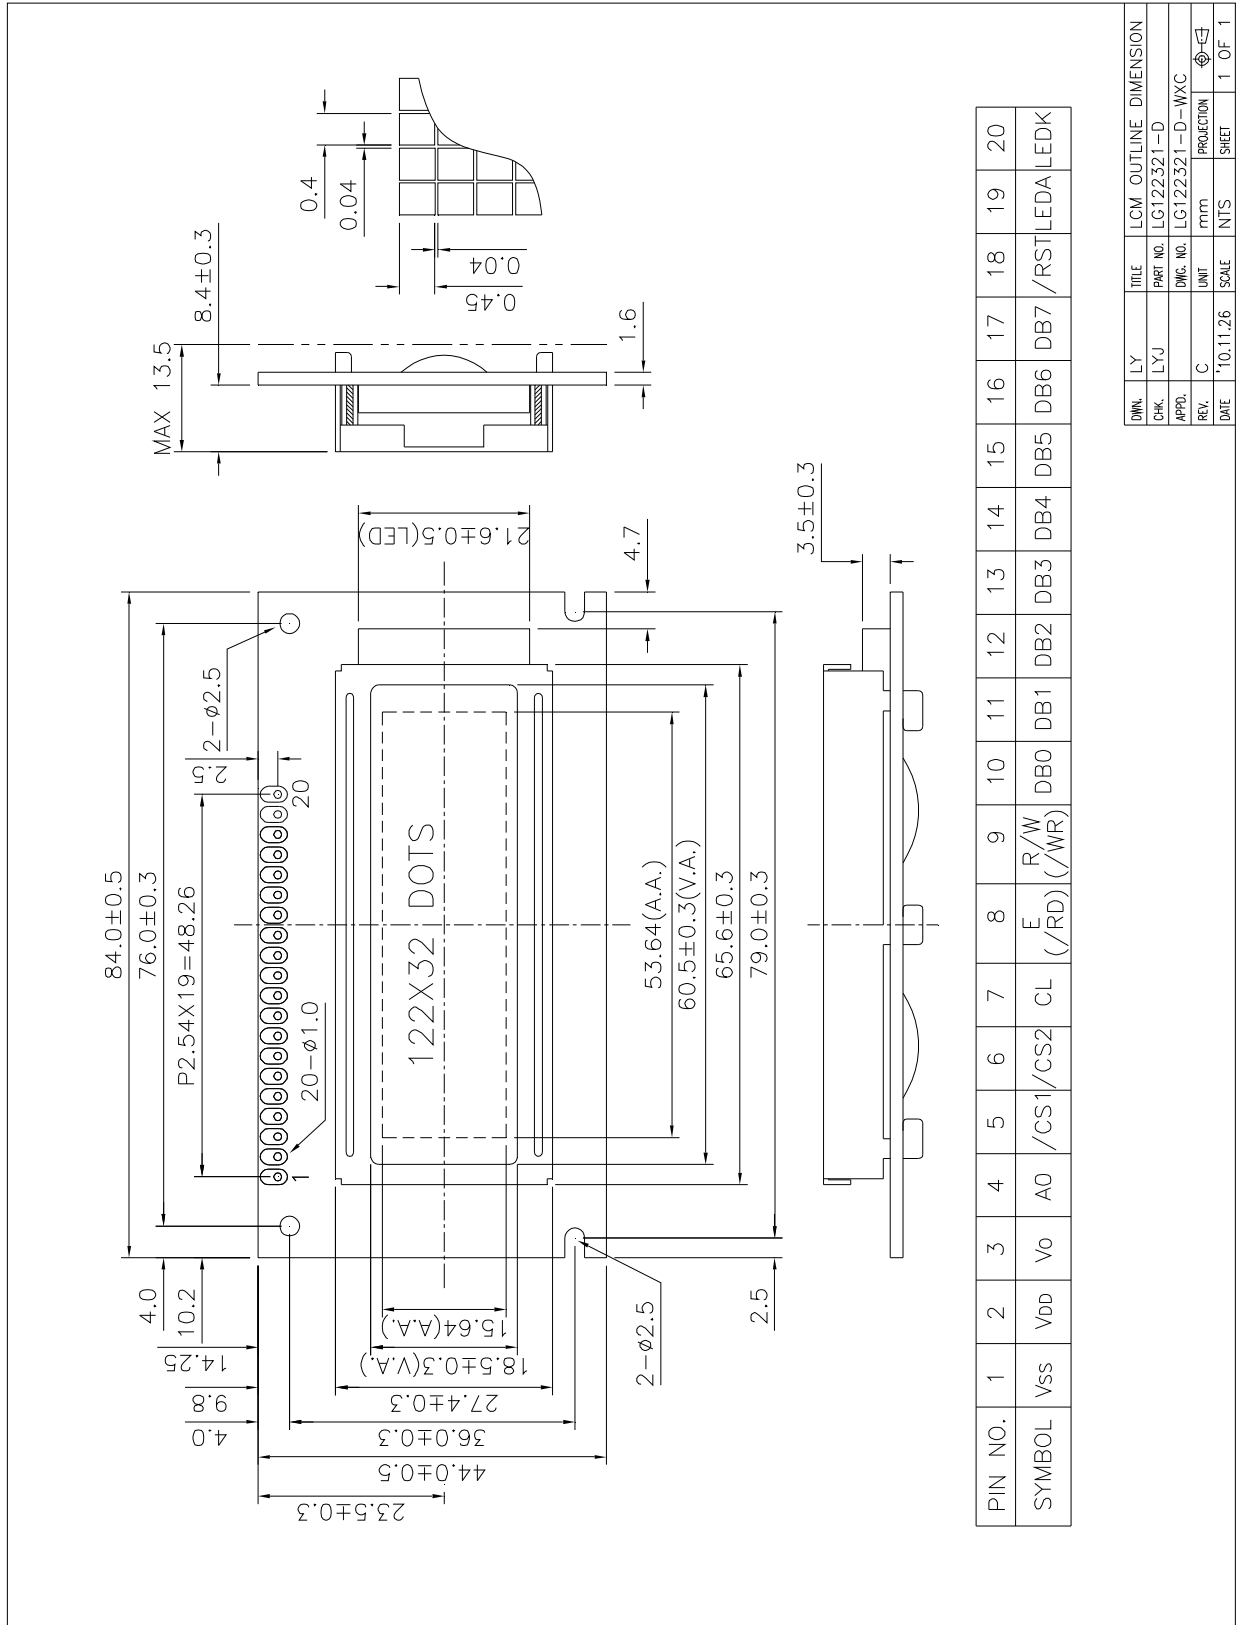 84.0±0.5
76.0±0.3
P2.54X19=48.26
4.0
10.2
2-ø2.5
2.5
20-ø1.0
1
20
122X32 DOTS
14.25
9.8
4.0
15.64(A.A.)
18.5±0.3(V.A.)
27.4±0.3
36.0±0.3
44.0±0.5
23.5±0.3
53.64(A.A.)
60.5±0.3(V.A.)
65.6±0.3
79.0±0.3
2-ø2.5
2.5
4.7
21.6±0.5(LED)
MAX 13.5
8.4±0.3
1.6
0.4
0.04
0.04
0.45
3.5±0.3
PIN NO. 1 2 3 4 5 6 7 8 9 10 11 12 13 14 15 16 17 18 19 20
SYMBOL VSS VDD VO A0 /CS1 /CS2 CL E (/RD) R/W (/WR) DB0 DB1 DB2 DB3 DB4 DB5 DB6 DB7 /RST LEDA LEDK
DWN. LY TITLE LCM OUTLINE DIMENSION
CHK. LYJ PART NO. LG122321-D
APPD. DWG. NO. LG122321-D-WXC
REV. C UNIT mm PROJECTION
DATE '10.11.26 SCALE NTS SHEET 1 OF 1